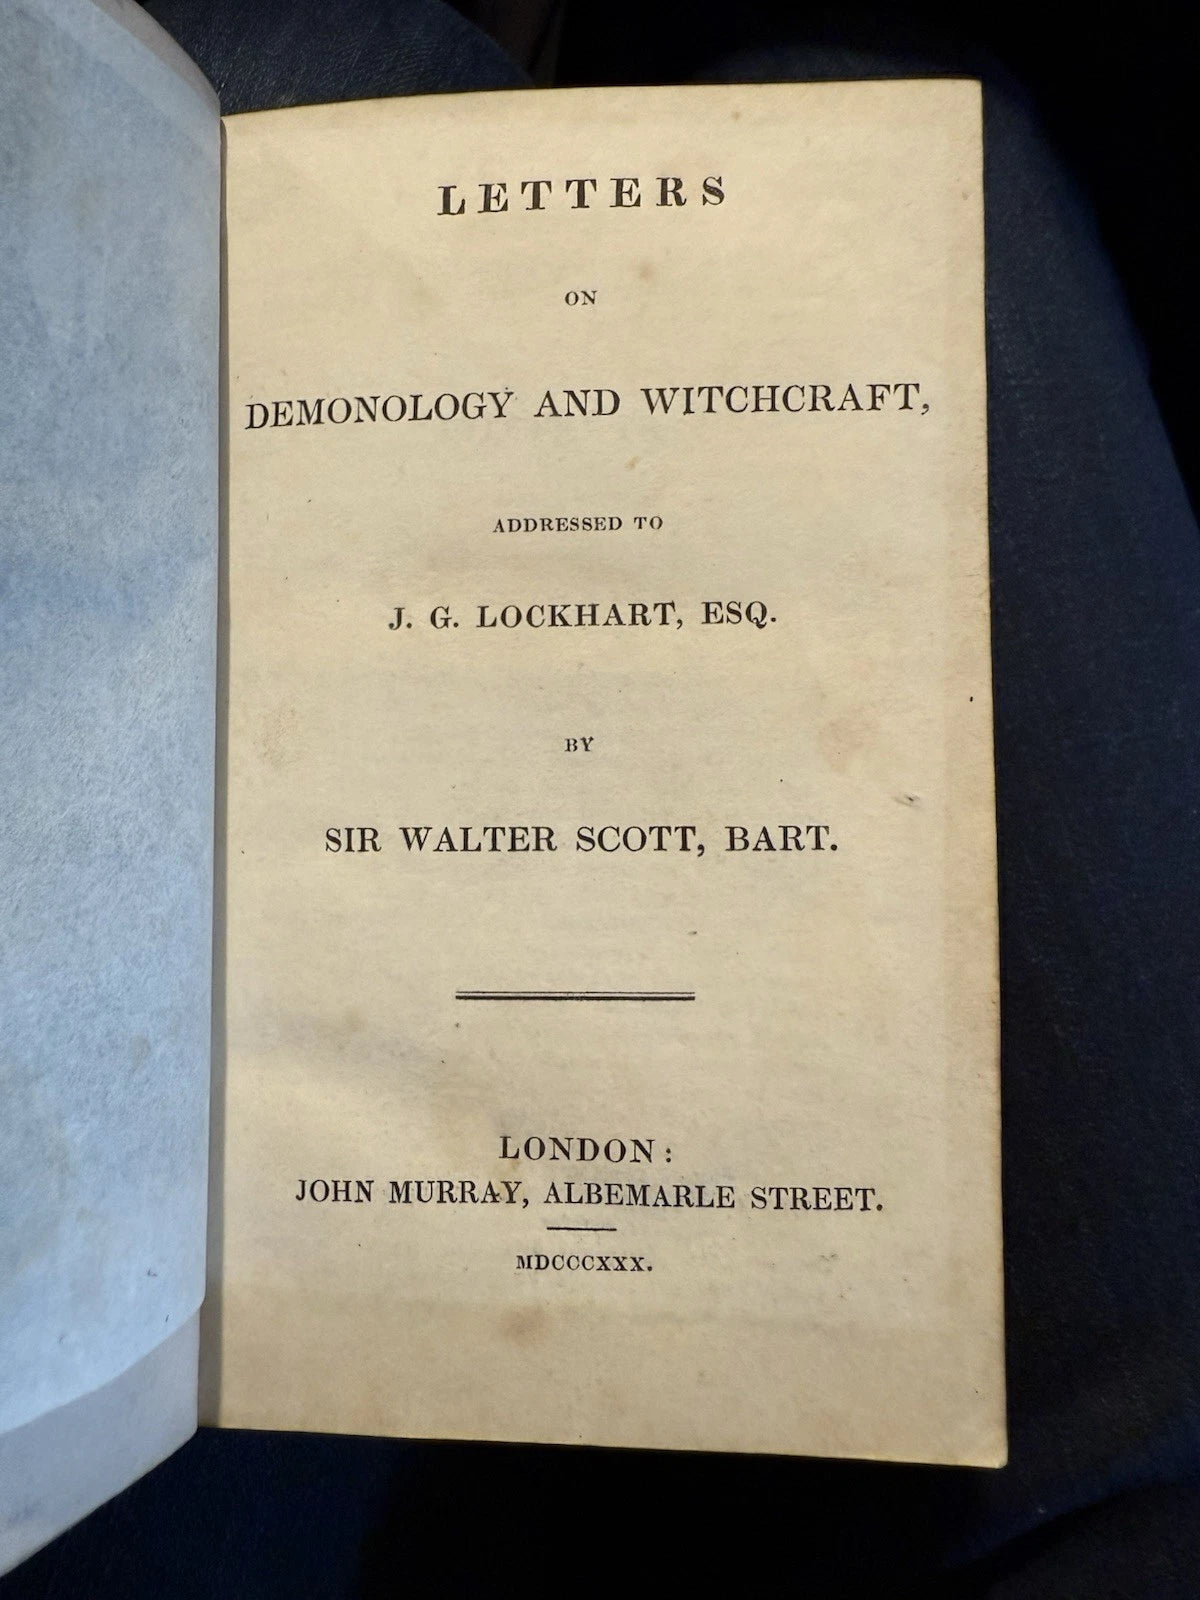 LETTERS
ON
DEMONOLOGY AND WITCHCRAFT,
ADDRESSED TO
J. G. LOCKHART, ESQ.
BY
SIR WALTER SCOTT, BART.
LONDON:
JOHN MURRAY, ALBEMARLE STREET.
MDCCCXXX.